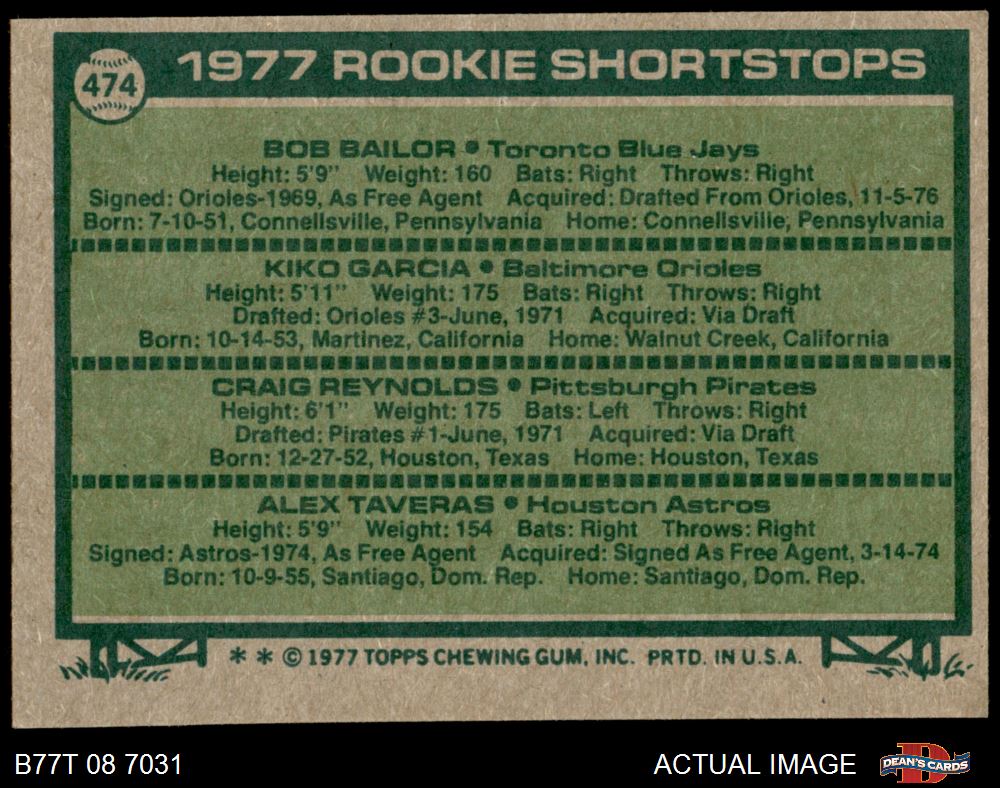 474
1977 ROOKIE SHORTSTOPS
BOB BAILOR • Toronto Blue Jays
Height: 5'9" Weight: 160 Bats: Right Throws: Right
Signed: Orioles-1969, As Free Agent Acquired: Drafted From Orioles, 11-5-76
Born: 7-10-51, Connellsville, Pennsylvania Home: Connellsville, Pennsylvania
KIKO GARCIA • Baltimore Orioles
Height: 5'11" Weight: 175 Bats: Right Throws: Right
Drafted: Orioles #3-June, 1971 Acquired: Via Draft
Born: 10-14-53, Martinez, California Home: Walnut Creek, California
CRAIG REYNOLDS • Pittsburgh Pirates
Height: 6'1" Weight: 175 Bats: Left Throws: Right
Drafted: Pirates #1-June, 1971 Acquired: Via Draft
Born: 12-27-52, Houston, Texas Home: Houston, Texas
ALEX TAVERAS • Houston Astros
Height: 5'9" Weight: 154 Bats: Right Throws: Right
Signed: Astros-1974, As Free Agent Acquired: Signed As Free Agent, 3-14-74
Born: 10-9-55, Santiago, Dom. Rep. Home: Santiago, Dom. Rep.
* * © 1977 TOPPS CHEWING GUM, INC. PRTD. IN U.S.A.
B77T 08 7031 ACTUAL IMAGE
D DEAN'S CARDS